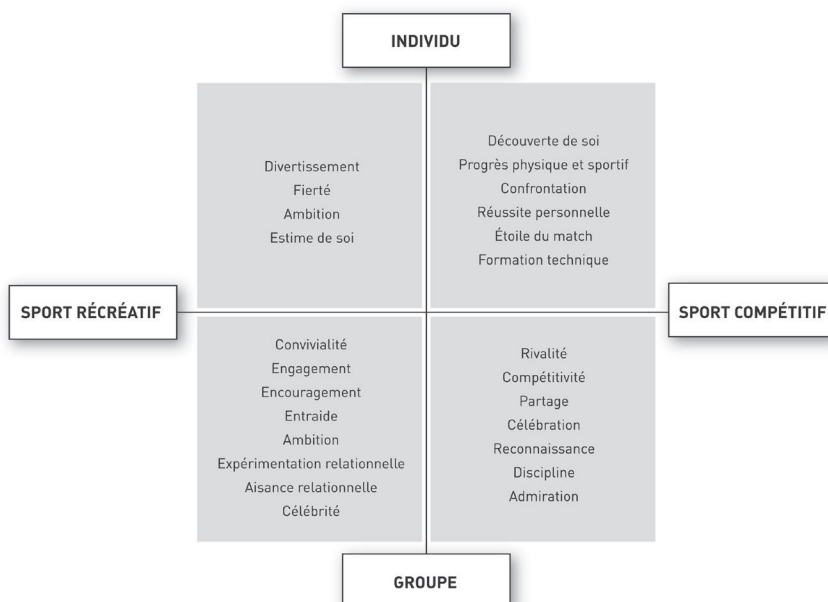 INDIVIDU
Divertissement
Fierté
Ambition
Estime de soi
Découverte de soi
Progrès physique et sportif
Confrontation
Réussite personnelle
Étoile du match
Formation technique
SPORT RÉCRÉATIF
SPORT COMPÉTITIF
Convivialité
Engagement
Encouragement
Entraide
Ambition
Expérimentation relationnelle
Aisance relationnelle
Célébrité
Rivalité
Compétitivité
Partage
Célébration
Reconnaissance
Discipline
Admiration
GROUPE